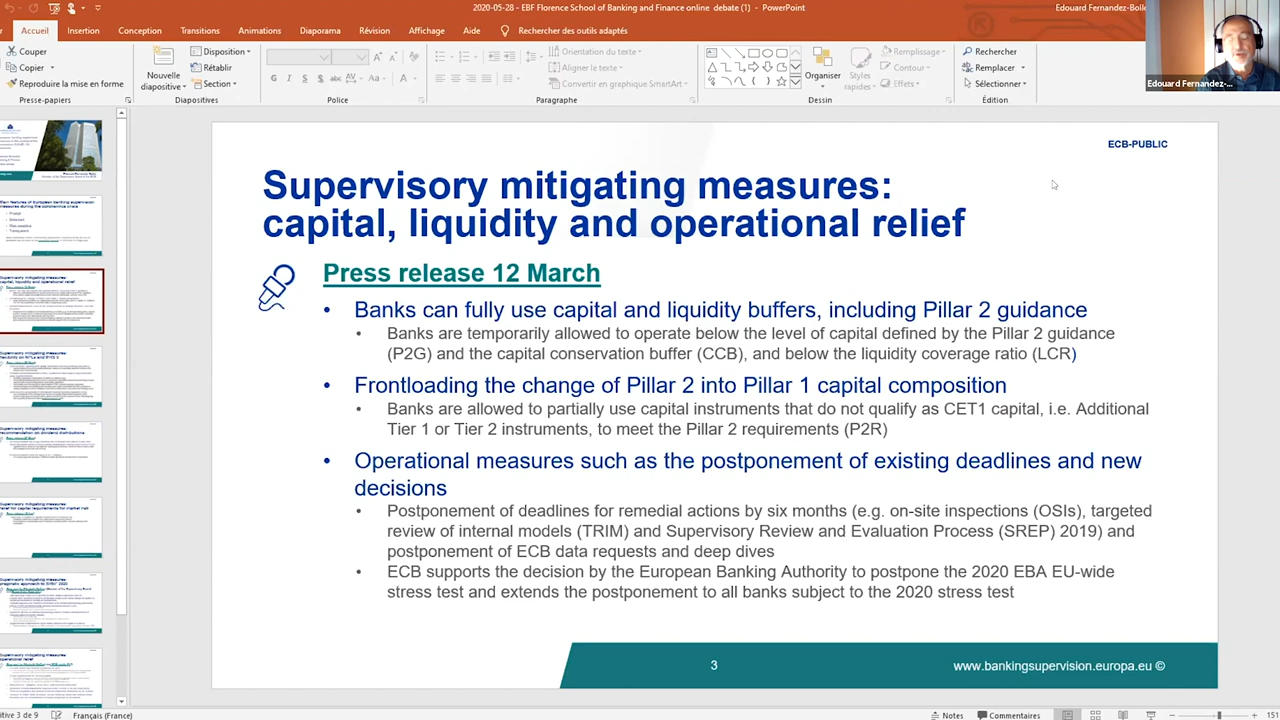 2020-05-28 - EBF Florence School of Banking and Finance online debate (1) - PowerPoint
Edouard Fernandez-Boll
Accueil Insertion Conception Transitions Animations Diaporama Révision Affichage Aide Rechercher des outils adaptés
Couper
Copier
Reproduire la mise en forme
Presse-papiers
Nouvelle
diapositive
Disposition
Rétablir
Section
Diapositives
Police
Orientation du texte
Aligner le texte
Convertir en graphique SmartArt
Paragraphe
Organiser
Styles
rapides
Remplissage
Contour
Effets
Dessin
Rechercher
Remplacer
Sélectionner
Édition
Edouard Fernandez-...
ECB-PUBLIC
Supervisory mitigating measures:
capital, liquidity and operational relief
Press release 12 March
Banks can fully use capital and liquidity buffers, including Pillar 2 guidance
• Banks are temporarily allowed to operate below the level of capital defined by the Pillar 2 guidance
(P2G) and the capital conservation buffer (CCB) and below the liquidity coverage ratio (LCR)
• Frontloading of change of Pillar 2 into Pillar 1 capital composition
• Banks are allowed to partially use capital instruments that do not qualify as CET1 capital, i.e. Additional
Tier 1 or Tier 2 instruments, to meet the Pillar 2 Requirements (P2R)
• Operational measures such as the postponement of existing deadlines and new
decisions
• Postponement of deadlines for remedial actions by six months (e.g. on-site inspections (OSIs), targeted
review of internal models (TRIM) and Supervisory Review and Evaluation Process (SREP) 2019) and
postponement of ECB data requests and deep dives
• ECB supports the decision by the European Banking Authority to postpone the 2020 EBA EU-wide
stress test and extends the postponement to all banks subject to the 2020 stress test
www.bankingsupervision.europa.eu ©
itive 3 de 9 Français (France) Notes Commentaires 151